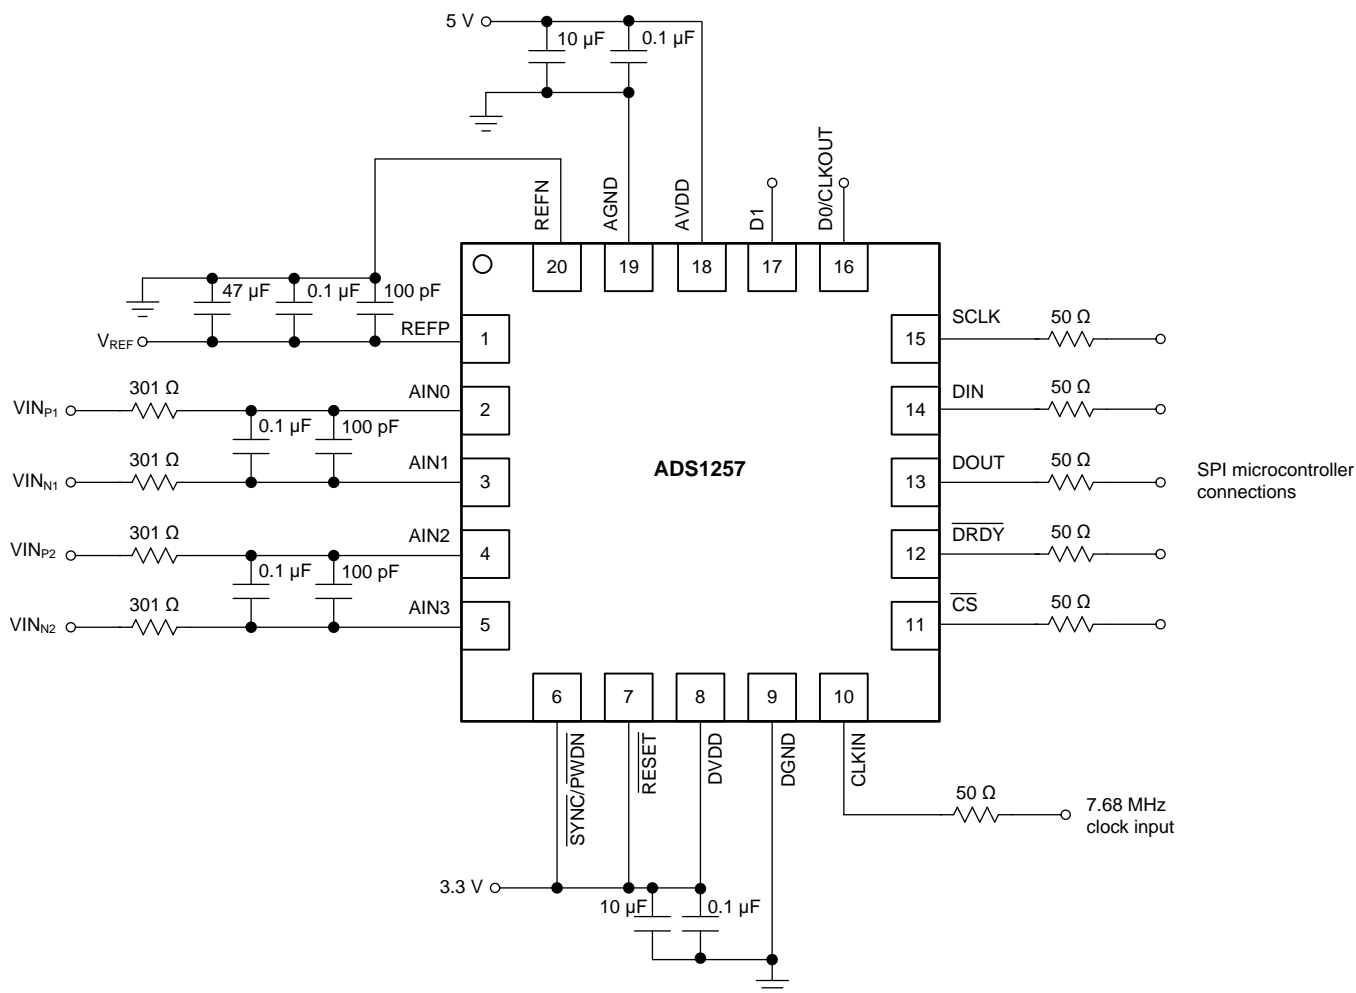 5 V
10 µF
0.1 µF
REFN
AGND
AVDD
D1
D0/CLKOUT
20
19
18
17
16
47 µF
0.1 µF
100 pF
V_REF
REFP
1
VIN_P1
301 Ω
AIN0
2
0.1 µF
100 pF
VIN_N1
301 Ω
AIN1
3
VIN_P2
301 Ω
AIN2
4
0.1 µF
100 pF
VIN_N2
301 Ω
AIN3
5
ADS1257
15
SCLK
50 Ω
14
DIN
50 Ω
13
DOUT
50 Ω
12
DRDY
50 Ω
11
CS
50 Ω
SPI microcontroller
connections
6
7
8
9
10
SYNC/PWDN
RESET
DVDD
DGND
CLKIN
50 Ω
7.68 MHz
clock input
3.3 V
10 µF
0.1 µF